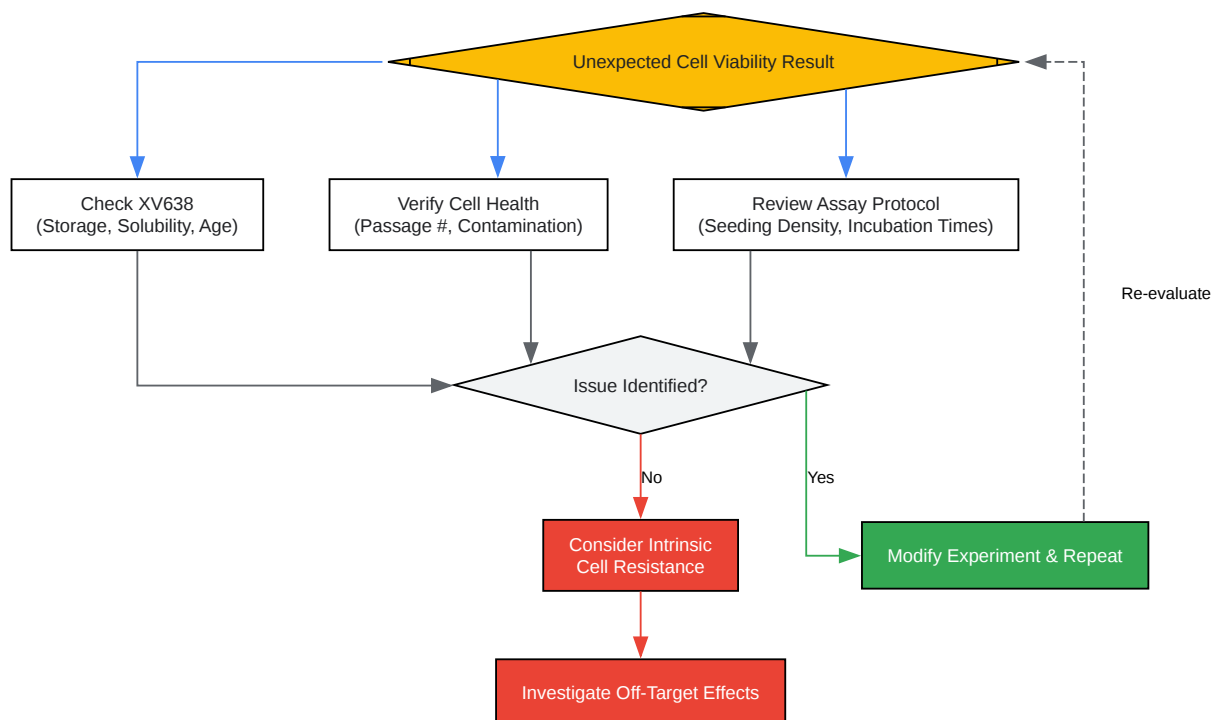 Unexpected Cell Viability Result
Check XV638
(Storage, Solubility, Age)
Verify Cell Health
(Passage #, Contamination)
Review Assay Protocol
(Seeding Density, Incubation Times)
Re-evaluate
Issue Identified?
No
Yes
Consider Intrinsic
Cell Resistance
Modify Experiment & Repeat
Investigate Off-Target Effects